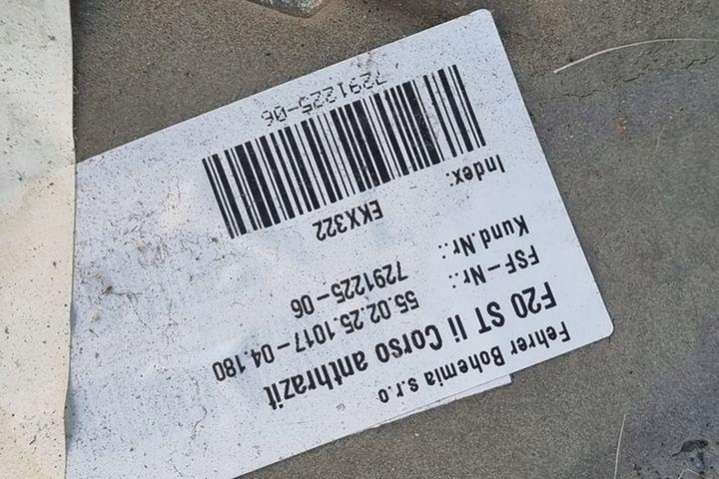 Fehrer Bohemia s.r.o
F20 ST li Corso anthrazit
FSF-Nr.: 55.02.25.1017-04.180
Kund.Nr.: 7291225-06
Index: EKX322
7291225-06